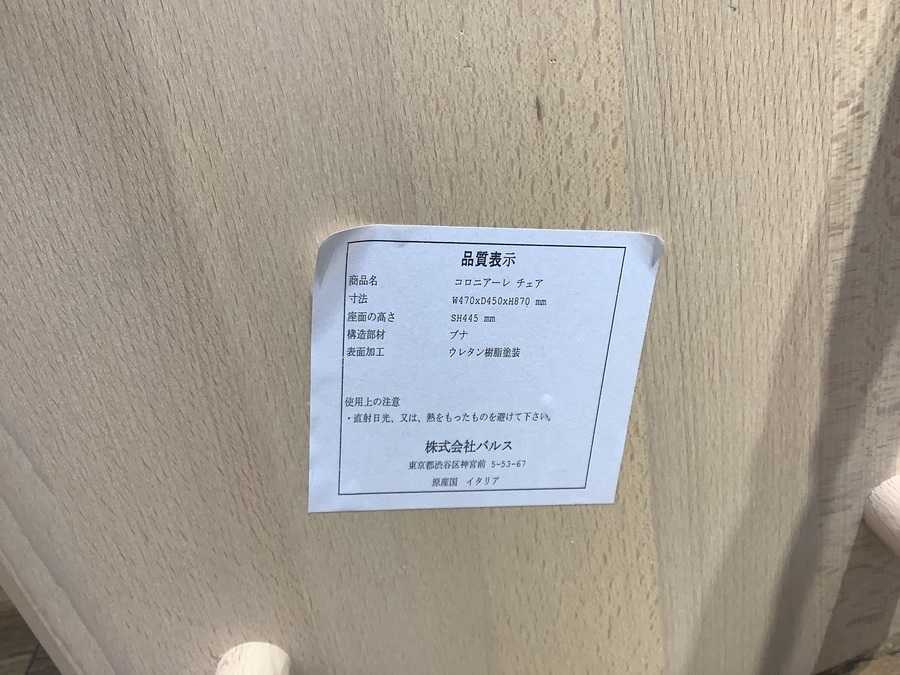 品質表示
商品名 コロニアーレ チェア
寸法 W470xD450xH870 mm
座面の高さ SH445 mm
構造部材 ブナ
表面加工 ウレタン樹脂塗装
使用上の注意
・直射日光、又は、熱をもったものを避けて下さい。
株式会社バルス
東京都渋谷区神宮前 5-53-67
原産国 イタリア